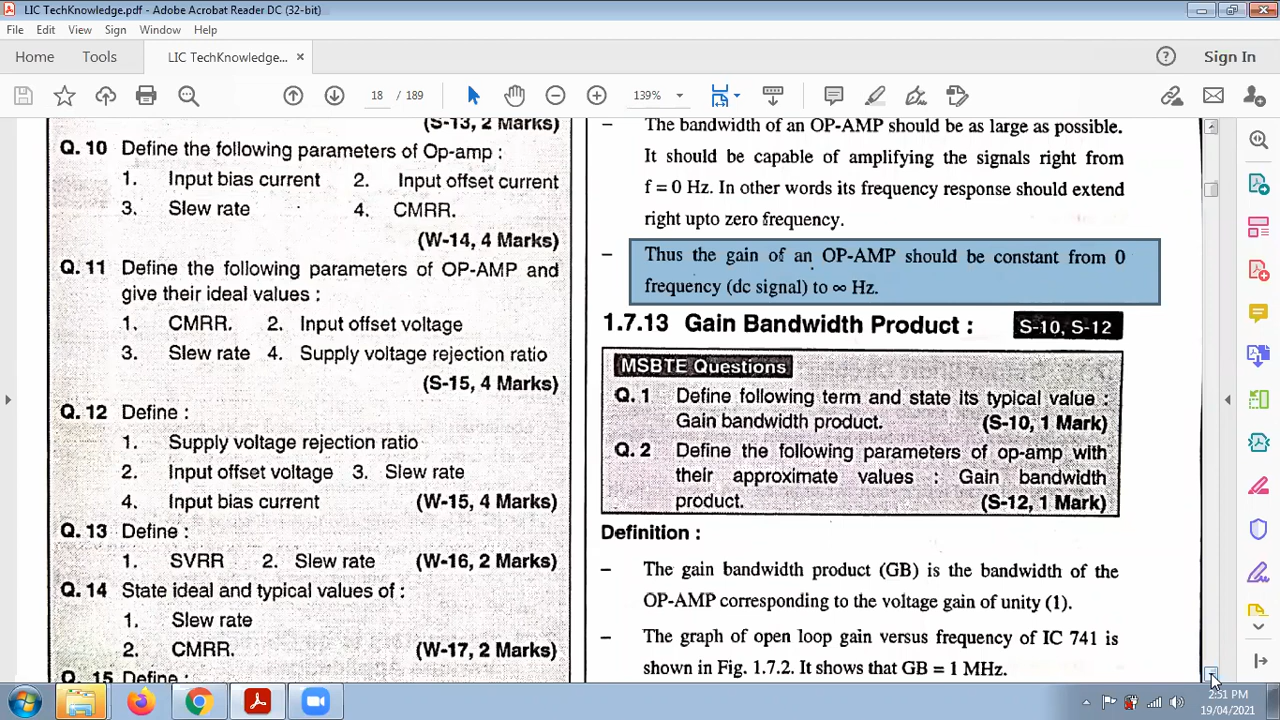 LIC TechKnowledge.pdf - Adobe Acrobat Reader DC (32-bit)
File Edit View Sign Window Help
Home Tools LIC TechKnowledge... × Sign In
18 / 189 139%
(S-13, 2 Marks)
Q. 10 Define the following parameters of Op-amp :
1. Input bias current 2. Input offset current
3. Slew rate 4. CMRR.
(W-14, 4 Marks)
Q. 11 Define the following parameters of OP-AMP and
give their ideal values :
1. CMRR. 2. Input offset voltage
3. Slew rate 4. Supply voltage rejection ratio
(S-15, 4 Marks)
Q. 12 Define :
1. Supply voltage rejection ratio
2. Input offset voltage 3. Slew rate
4. Input bias current (W-15, 4 Marks)
Q. 13 Define :
1. SVRR 2. Slew rate (W-16, 2 Marks)
Q. 14 State ideal and typical values of :
1. Slew rate
2. CMRR. (W-17, 2 Marks)
Q. 15 Define :
– The bandwidth of an OP-AMP should be as large as possible.
It should be capable of amplifying the signals right from
f = 0 Hz. In other words its frequency response should extend
right upto zero frequency.
– Thus the gain of an OP-AMP should be constant from 0
frequency (dc signal) to ∞ Hz.
1.7.13 Gain Bandwidth Product : S-10, S-12
MSBTE Questions
Q. 1 Define following term and state its typical value :
Gain bandwidth product. (S-10, 1 Mark)
Q. 2 Define the following parameters of op-amp with
their approximate values : Gain bandwidth
product. (S-12, 1 Mark)
Definition :
– The gain bandwidth product (GB) is the bandwidth of the
OP-AMP corresponding to the voltage gain of unity (1).
– The graph of open loop gain versus frequency of IC 741 is
shown in Fig. 1.7.2. It shows that GB = 1 MHz.
2:51 PM
19/04/2021